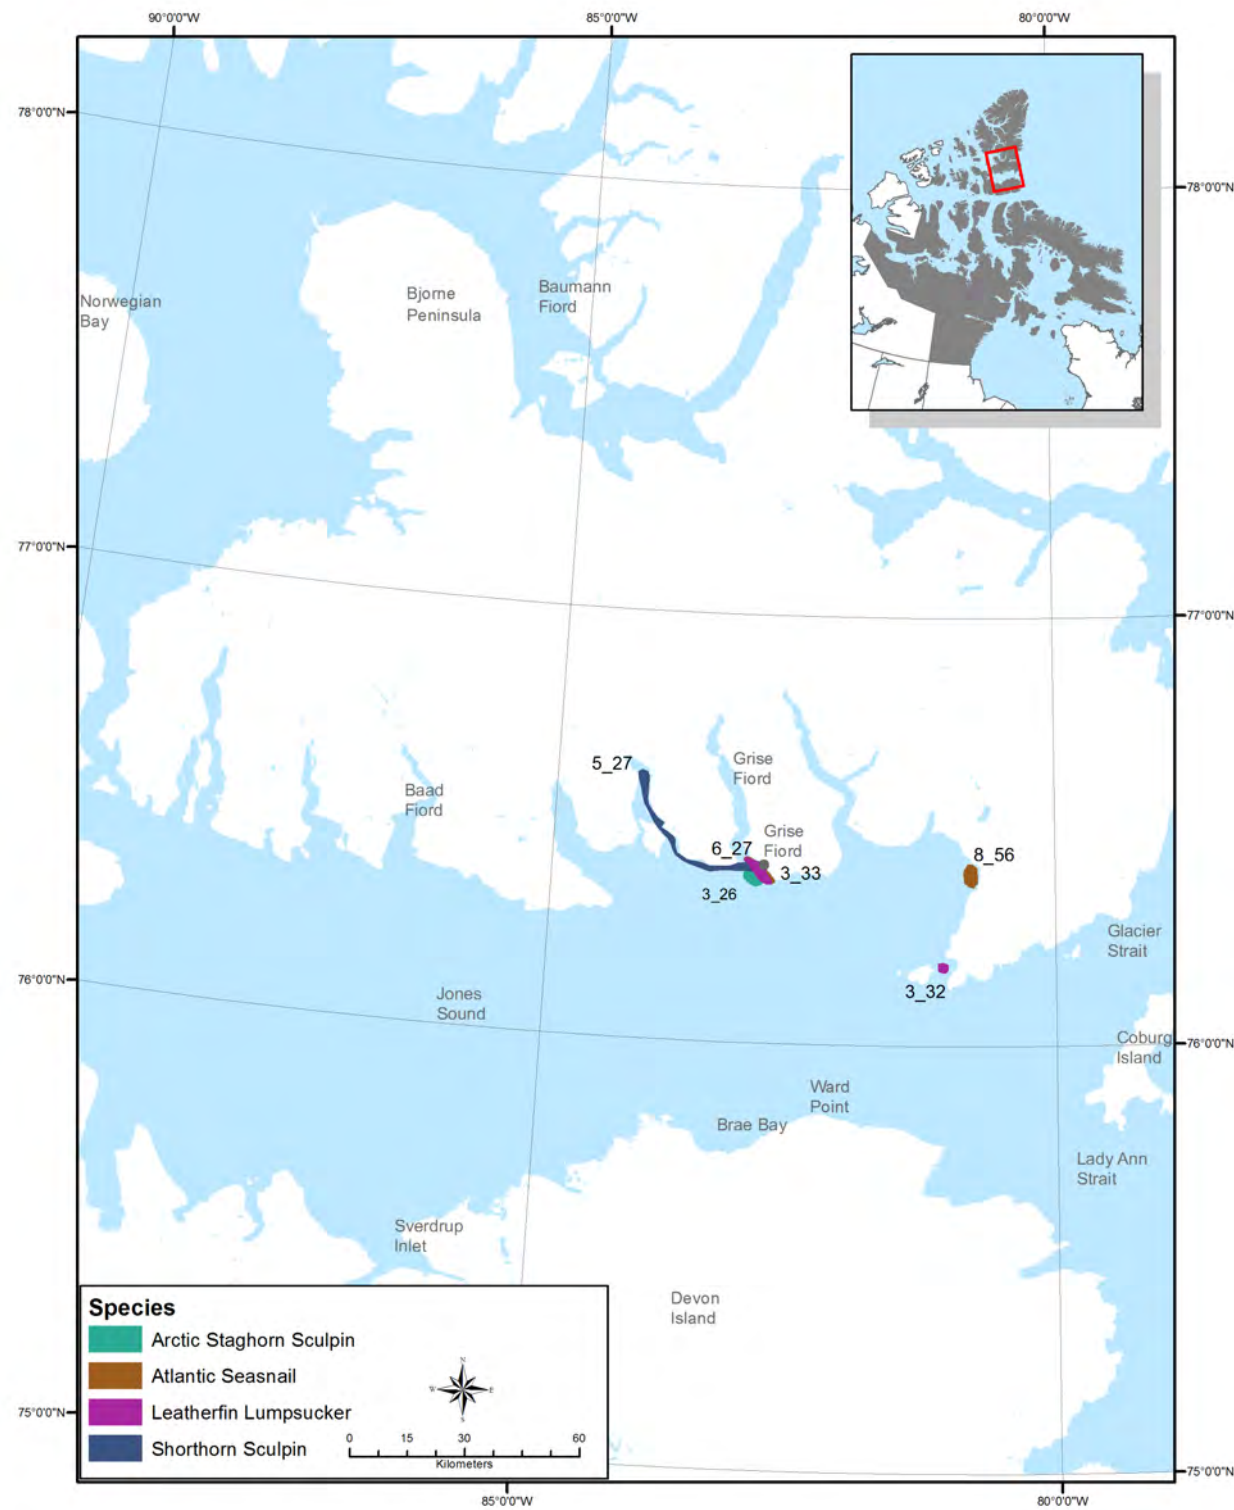 90°0'0"W
85°0'0"W
80°0'0"W
78°0'0"N
78°0'0"N
Norwegian
Bay
Bjorne
Peninsula
Baumann
Fiord
77°0'0"N
77°0'0"N
5_27
Grise
Fiord
Baad
Fiord
Grise
Fiord
6_27
3_33
3_26
8_56
Glacier
Strait
3_32
76°0'0"N
76°0'0"N
Jones
Sound
Coburg
Island
Ward
Point
Brae Bay
Lady Ann
Strait
Sverdrup
Inlet
Devon
Island
Species
Arctic Staghorn Sculpin
Atlantic Seasnail
Leatherfin Lumpsucker
Shorthorn Sculpin
N
W
E
S
0 15 30 60
Kilometers
75°0'0"N
75°0'0"N
85°0'0"W
80°0'0"W